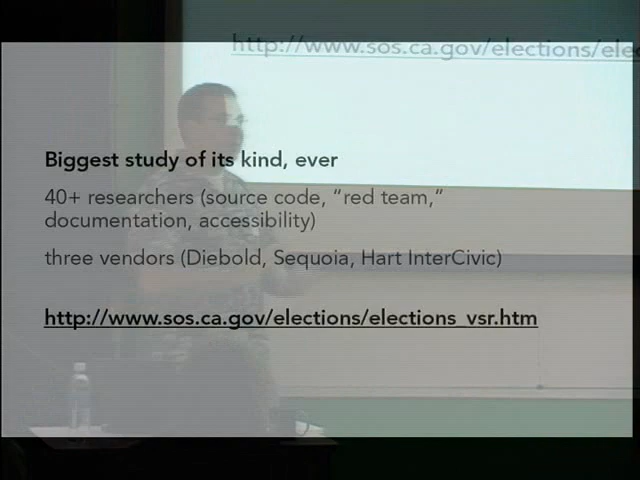 http://www.sos.ca.gov/elections/elec
Biggest study of its kind, ever
40+ researchers (source code, “red team,”
documentation, accessibility)
three vendors (Diebold, Sequoia, Hart InterCivic)
http://www.sos.ca.gov/elections/elections_vsr.htm